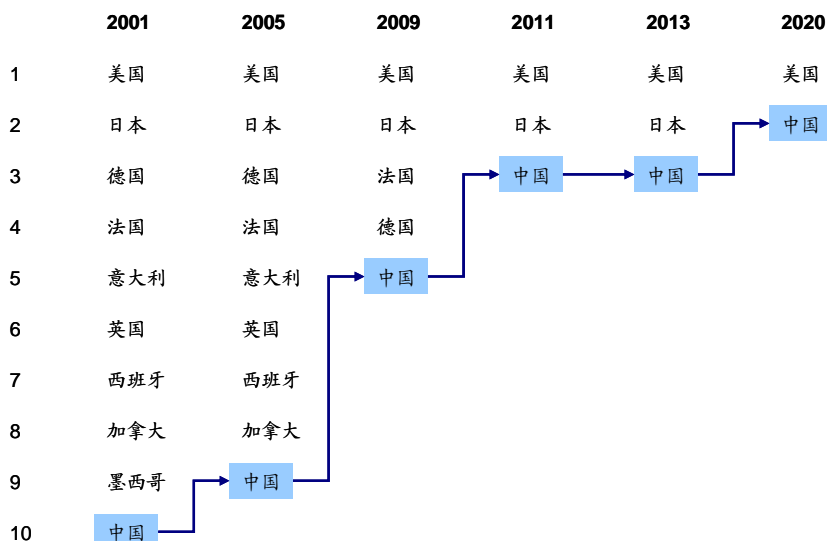 2001 2005 2009 2011 2013 2020
1 美国 美国 美国 美国 美国 美国
2 日本 日本 日本 日本 日本 中国
3 德国 德国 法国 中国 中国
4 法国 法国 德国
5 意大利 意大利 中国
6 英国 英国
7 西班牙 西班牙
8 加拿大 加拿大
9 墨西哥 中国
10 中国